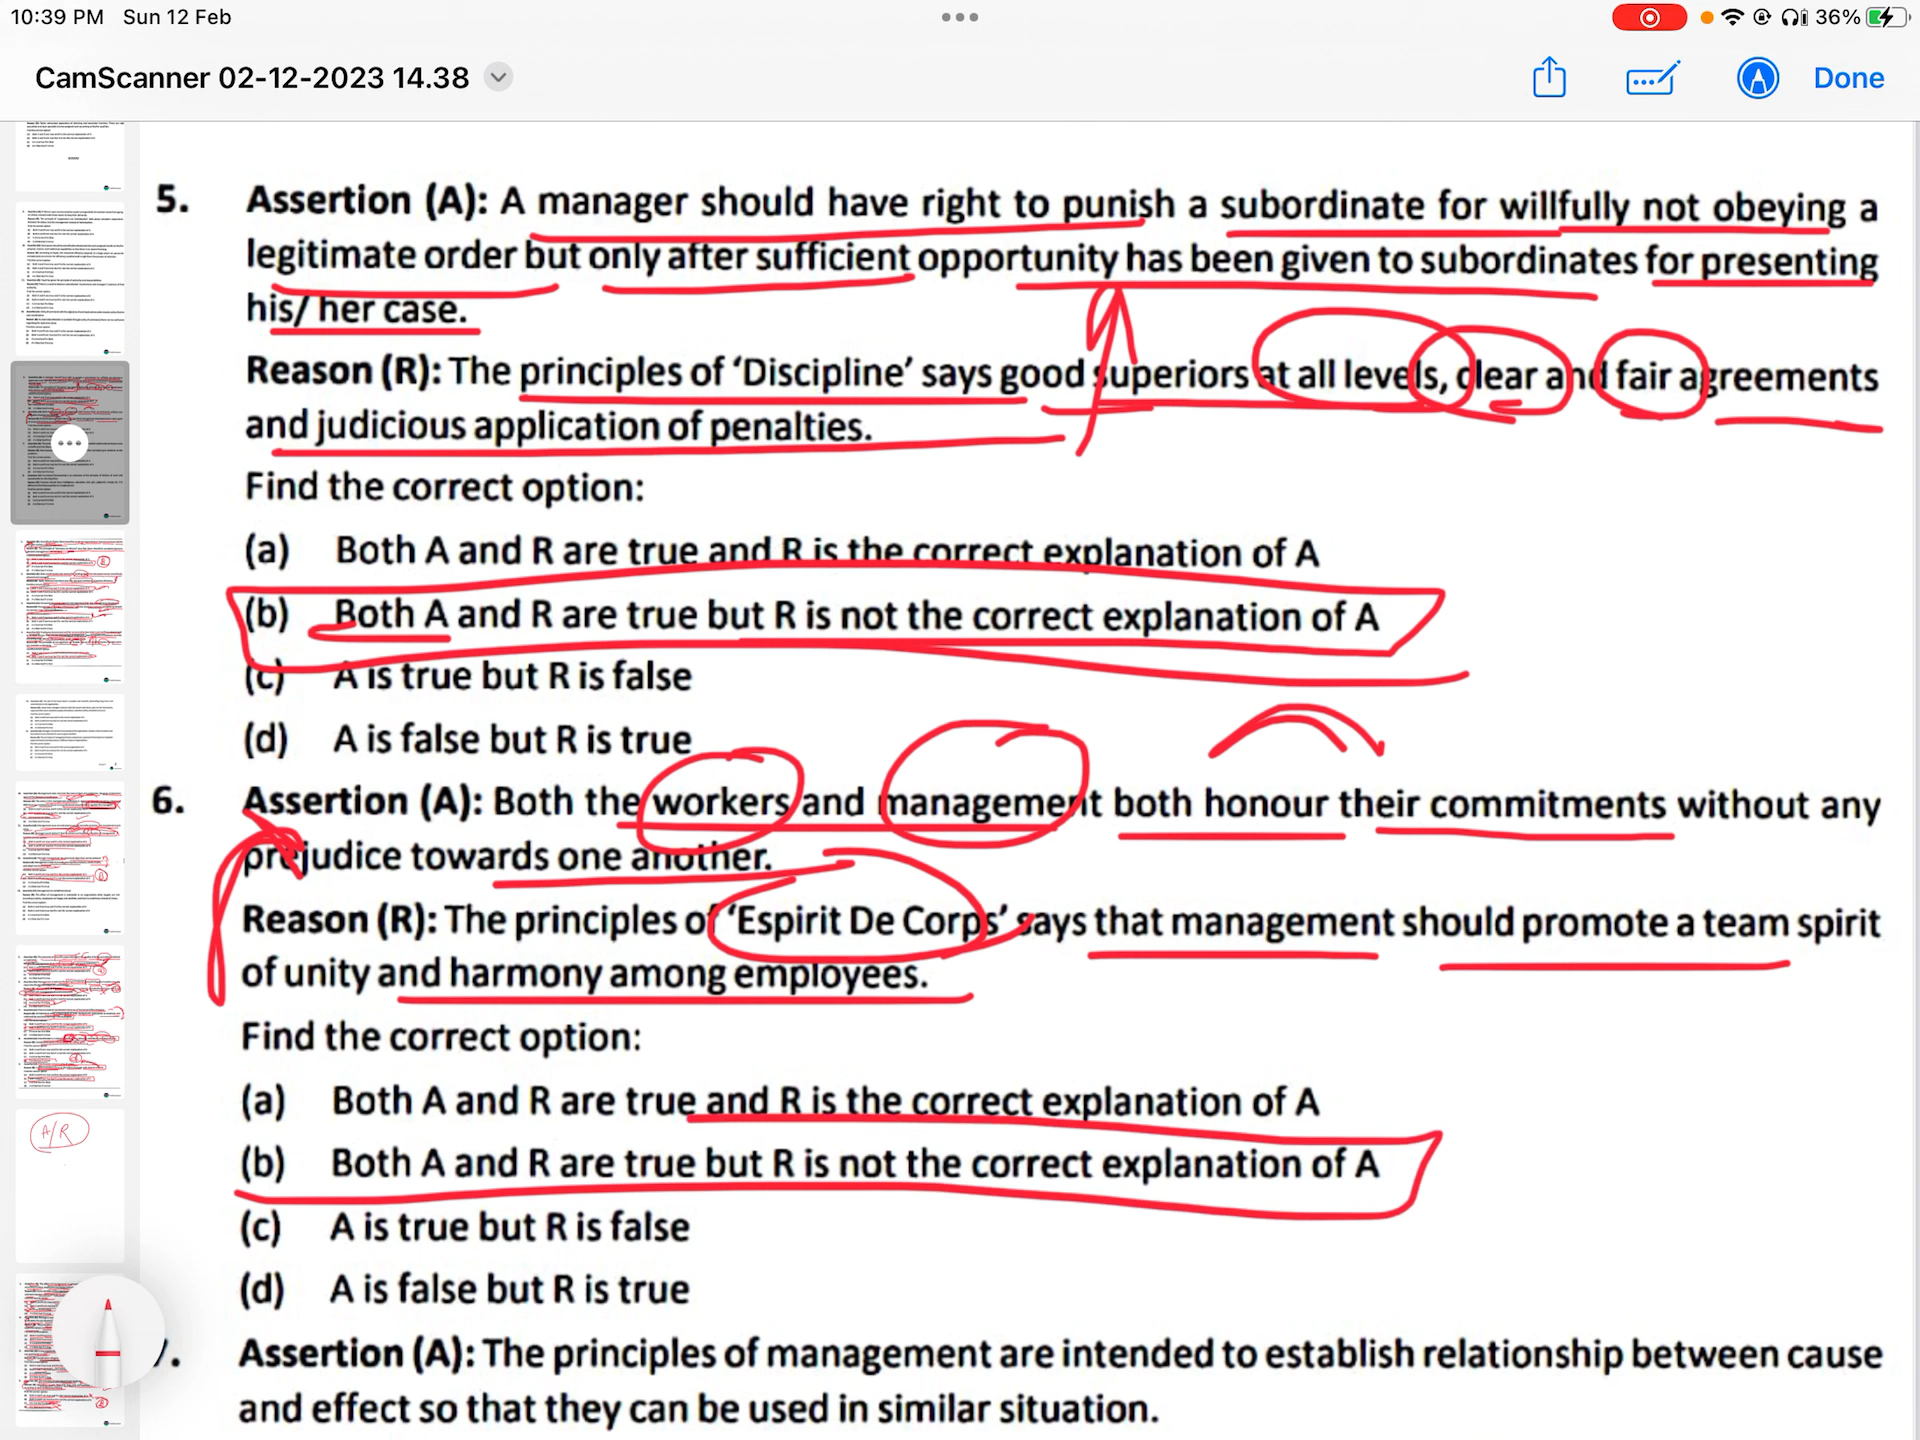 10:39 PM Sun 12 Feb
36%
CamScanner 02-12-2023 14.38
Done
5. Assertion (A): A manager should have right to punish a subordinate for willfully not obeying a
legitimate order but only after sufficient opportunity has been given to subordinates for presenting
his/ her case.
Reason (R): The principles of ‘Discipline’ says good superiors at all levels, clear and fair agreements
and judicious application of penalties.
Find the correct option:
(a) Both A and R are true and R is the correct explanation of A
(b) Both A and R are true but R is not the correct explanation of A
(c) A is true but R is false
(d) A is false but R is true
6. Assertion (A): Both the workers and management both honour their commitments without any
prejudice towards one another.
Reason (R): The principles of ‘Espirit De Corps’ says that management should promote a team spirit
of unity and harmony among employees.
Find the correct option:
(a) Both A and R are true and R is the correct explanation of A
(b) Both A and R are true but R is not the correct explanation of A
(c) A is true but R is false
(d) A is false but R is true
Assertion (A): The principles of management are intended to establish relationship between cause
and effect so that they can be used in similar situation.
A/R